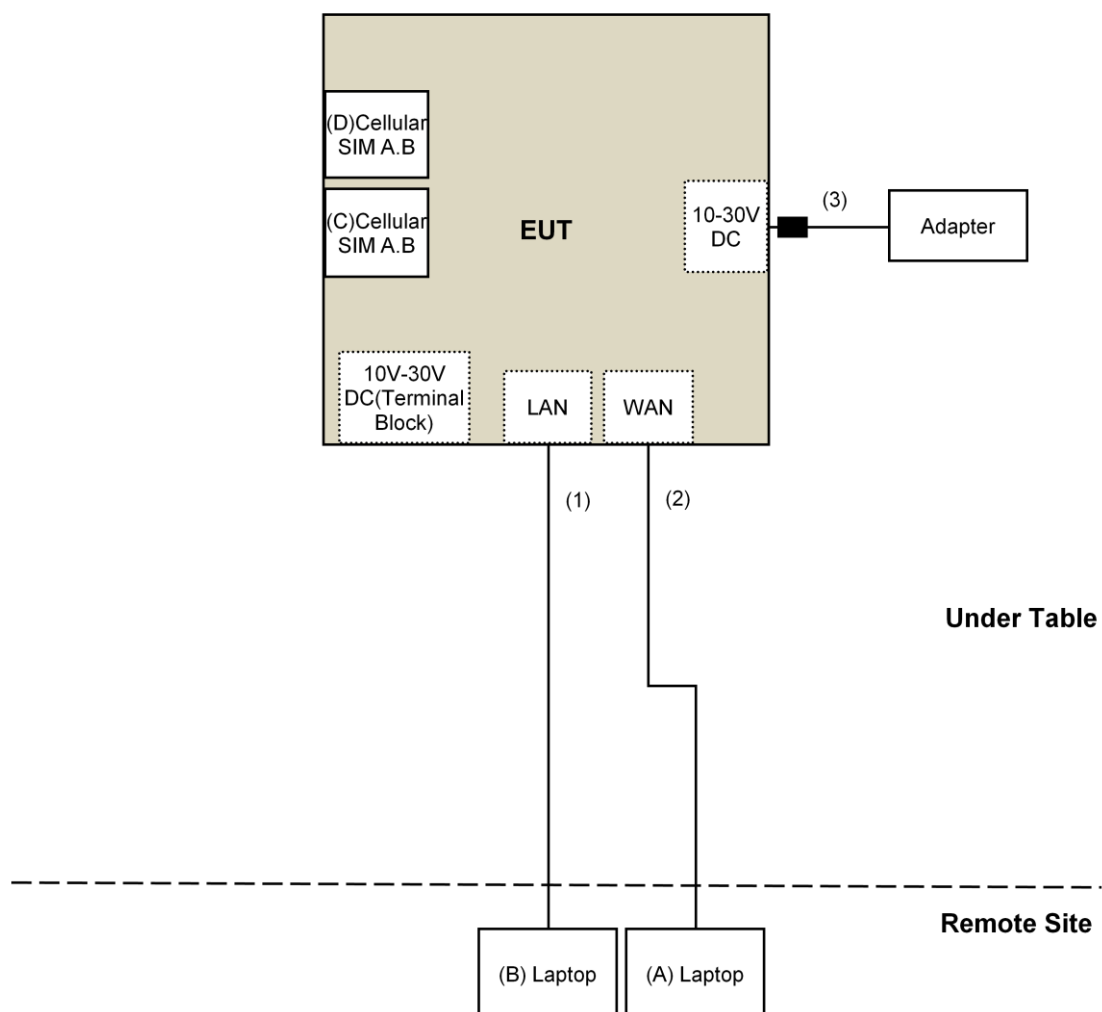 (D)Cellular
SIM A.B
(C)Cellular
SIM A.B
EUT
10-30V
DC
(3)
Adapter
10V-30V
DC(Terminal
Block)
LAN
WAN
(1)
(2)
Under Table
Remote Site
(B) Laptop
(A) Laptop